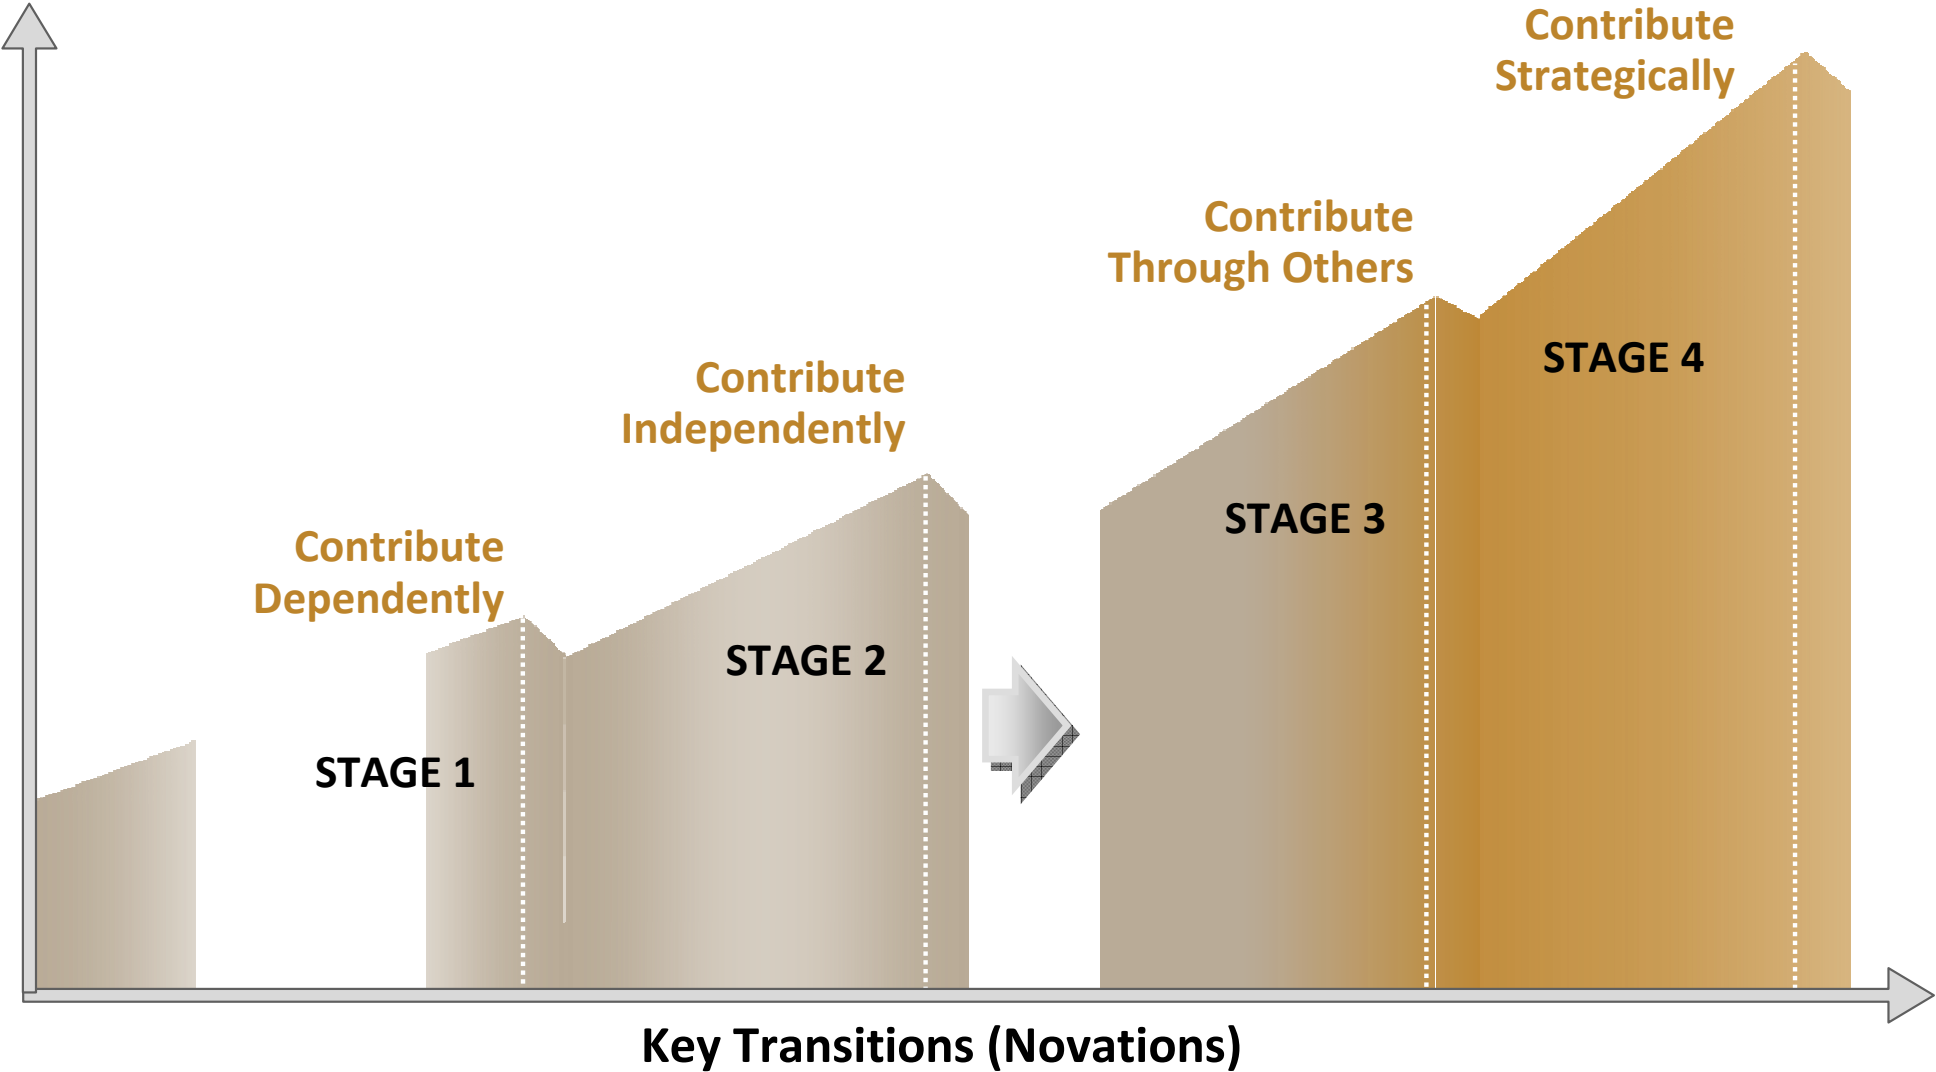 Contribute
Strategically
Contribute
Through Others
STAGE 4
Contribute
Independently
STAGE 3
Contribute
Dependently
STAGE 2
STAGE 1
Key Transitions (Novations)